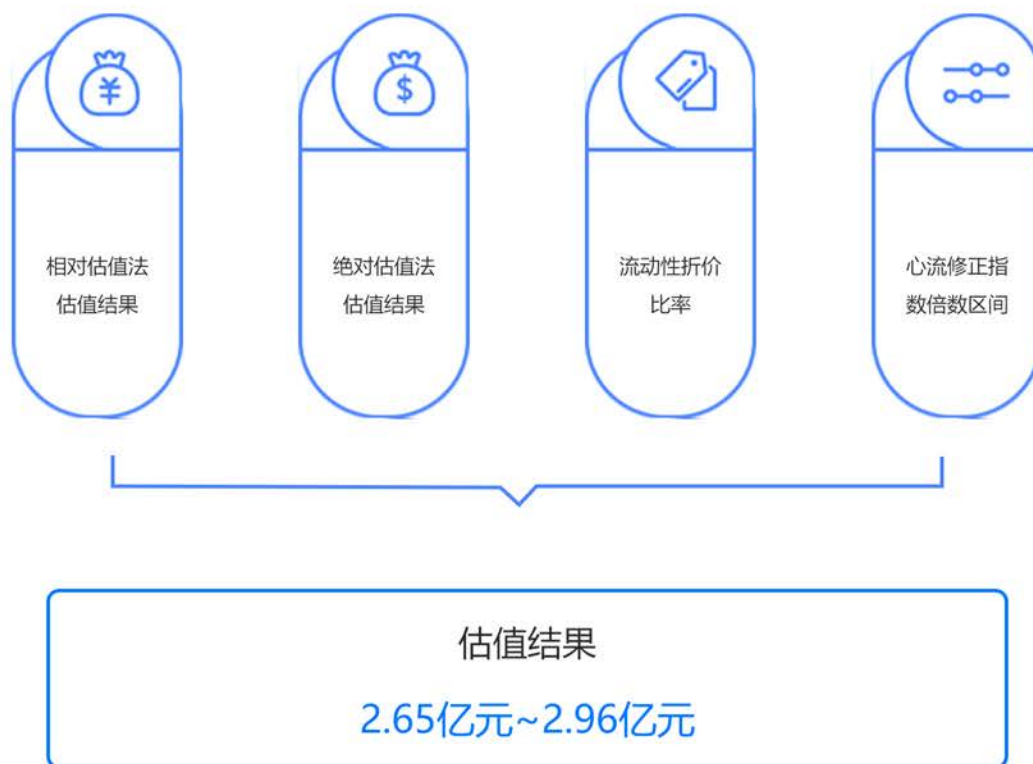 相对估值法
估值结果
绝对估值法
估值结果
流动性折价
比率
心流修正指
数倍数区间
估值结果
2.65亿元~2.96亿元